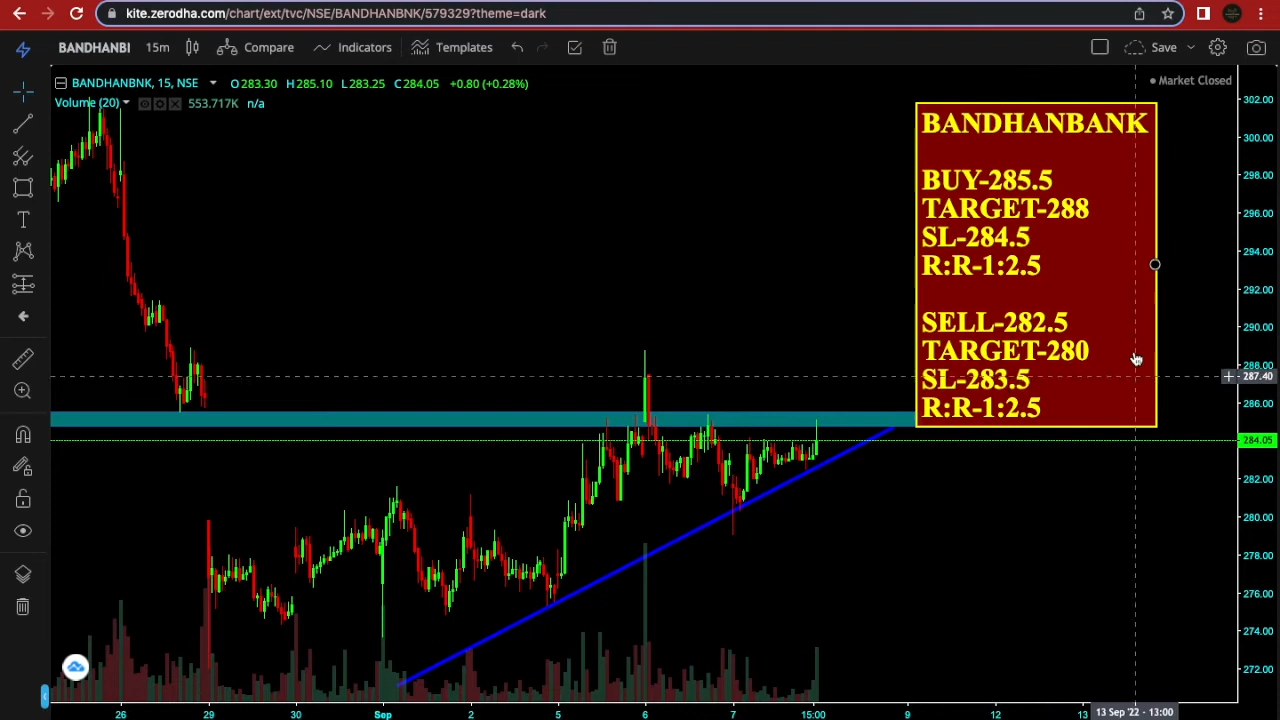 kite.zerodha.com/chart/ext/tvc/NSE/BANDHANBNK/579329?theme=dark
BANDHANBI 15m Compare Indicators Templates Save
BANDHANBNK, 15, NSE O283.30 H285.10 L283.25 C284.05 +0.80 (+0.28%)
Market Closed
Volume (20) 553.717K n/a
BANDHANBANK
BUY-285.5
TARGET-288
SL-284.5
R:R-1:2.5
SELL-282.5
TARGET-280
SL-283.5
R:R-1:2.5
302.00
300.00
298.00
296.00
294.00
292.00
290.00
288.00
287.40
286.00
284.05
282.00
280.00
278.00
276.00
274.00
272.00
26 29 30 Sep 2 5 6 7 15:00 9 12 13 13 Sep '22 - 13:00